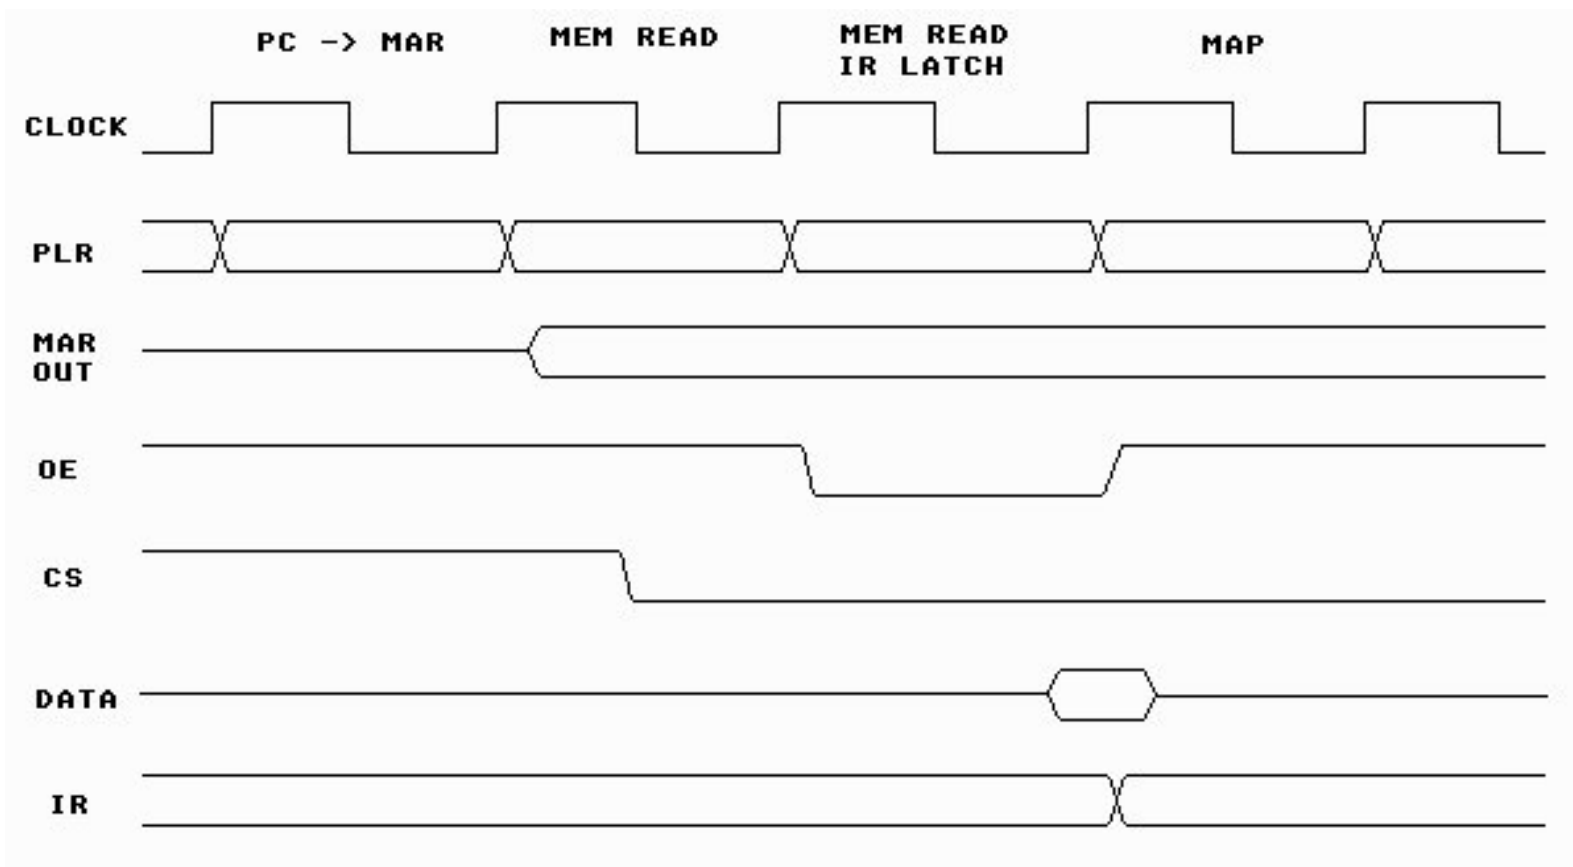 PC -> MAR
MEM READ
MEM READ
IR LATCH
MAP
CLOCK
PLR
MAR
OUT
OE
CS
DATA
IR